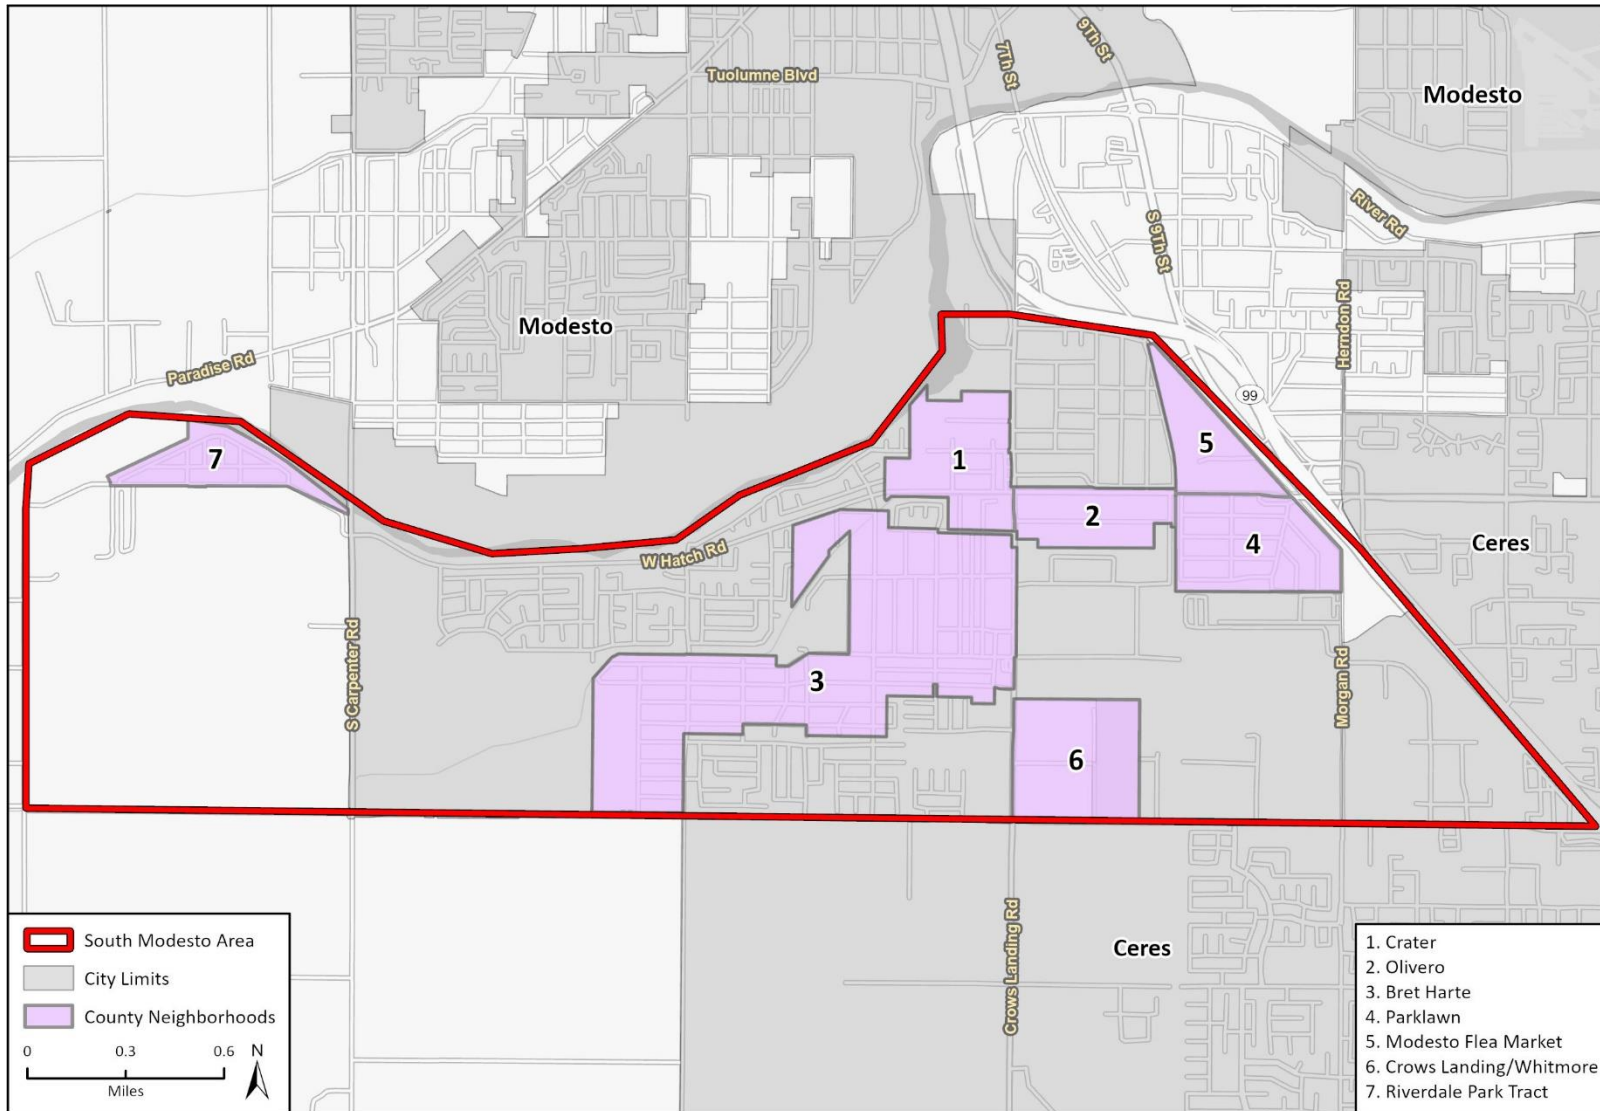 Tuolumne Blvd
7Th St
9Th St
Modesto
S 9Th St
River Rd
Modesto
Herndon Rd
Paradise Rd
99
7
1
5
2
4
Ceres
W Hatch Rd
S Carpenter Rd
3
Morgan Rd
6
Crows Landing Rd
Ceres
South Modesto Area
City Limits
County Neighborhoods
0 0.3 0.6
Miles
N
1. Crater
2. Olivero
3. Bret Harte
4. Parklawn
5. Modesto Flea Market
6. Crows Landing/Whitmore
7. Riverdale Park Tract